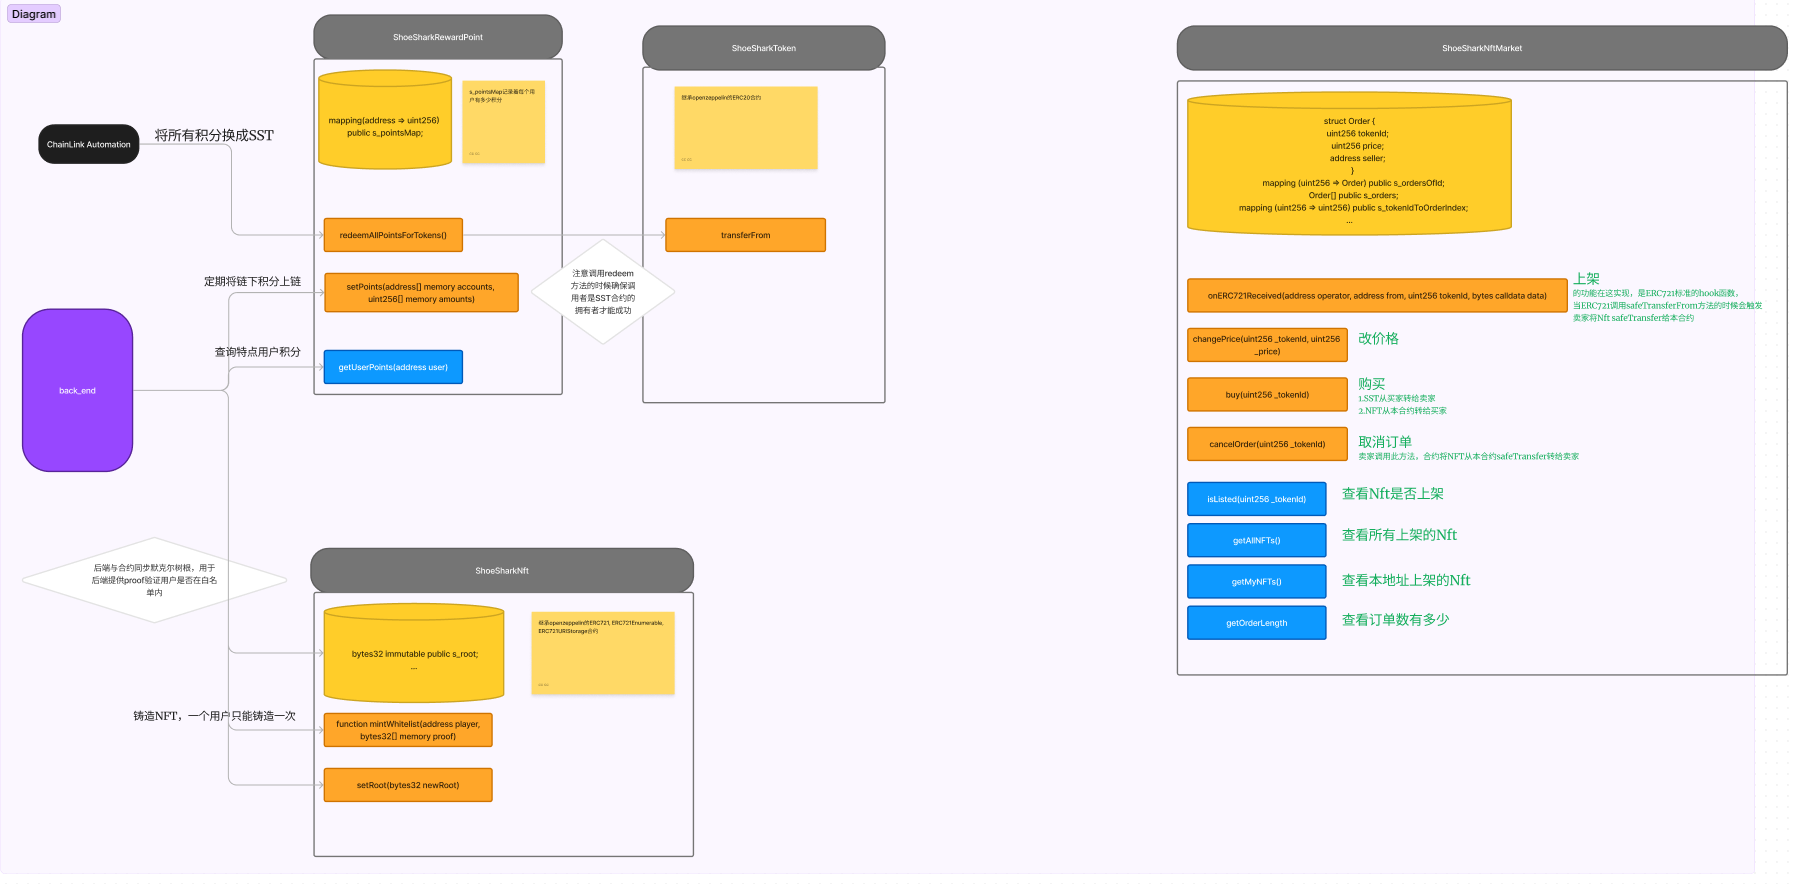 Diagram
ShoeSharkRewardPoint
ShoeSharkToken
ShoeSharkNftMarket
ChainLink Automation
将所有积分换成SST
mapping(address => uint256)
public s_pointsMap;
s_pointsMap记录着每个用
户有多少积分
继承openzeppelin的ERC20合约
redeemAllPointsForTokens()
transferFrom
定期将链下积分上链
setPoints(address[] memory accounts,
uint256[] memory amounts)
注意调用redeem
方法的时候确保调
用者是SST合约的
拥有者才能成功
back_end
查询特点用户积分
getUserPoints(address user)
后端与合约同步默克尔树根，用于
后端提供proof验证用户是否在白名
单内
ShoeSharkNft
bytes32 immutable public s_root;
...
继承openzeppelin的ERC721, ERC721Enumerable,
ERC721URIStorage合约
铸造NFT，一个用户只能铸造一次
function mintWhitelist(address player,
bytes32[] memory proof)
setRoot(bytes32 newRoot)
struct Order {
uint256 tokenId;
uint256 price;
address seller;
}
mapping (uint256 => Order) public s_ordersOfId;
Order[] public s_orders;
mapping (uint256 => uint256) public s_tokenIdToOrderIndex;
...
onERC721Received(address operator, address from, uint256 tokenId, bytes calldata data)
上架
的功能在这实现，是ERC721标准的hook函数，
当ERC721调用safeTransferFrom方法的时候会触发
卖家将Nft safeTransfer给本合约
changePrice(uint256 _tokenId, uint256
_price)
改价格
buy(uint256 _tokenId)
购买
1.SST从买家转给卖家
2.NFT从本合约转给买家
cancelOrder(uint256 _tokenId)
取消订单
卖家调用此方法，合约将NFT从本合约safeTransfer转给卖家
isListed(uint256 _tokenId)
查看Nft是否上架
getAllNFTs()
查看所有上架的Nft
getMyNFTs()
查看本地址上架的Nft
getOrderLength
查看订单数有多少